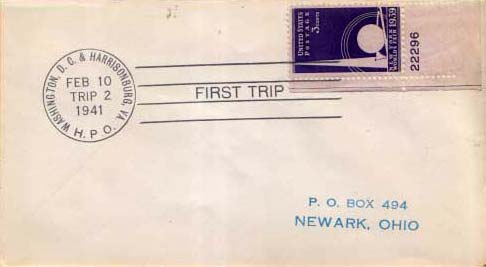 WASHINGTON, D. C. & HARRISONBURG, VA.
FEB 10
TRIP 2
1941
H. P. O.
FIRST TRIP
UNITED STATES
POSTAGE
3 CENTS
NEW YORK
WORLD'S FAIR
1939
22296
P. O. BOX 494
NEWARK, OHIO